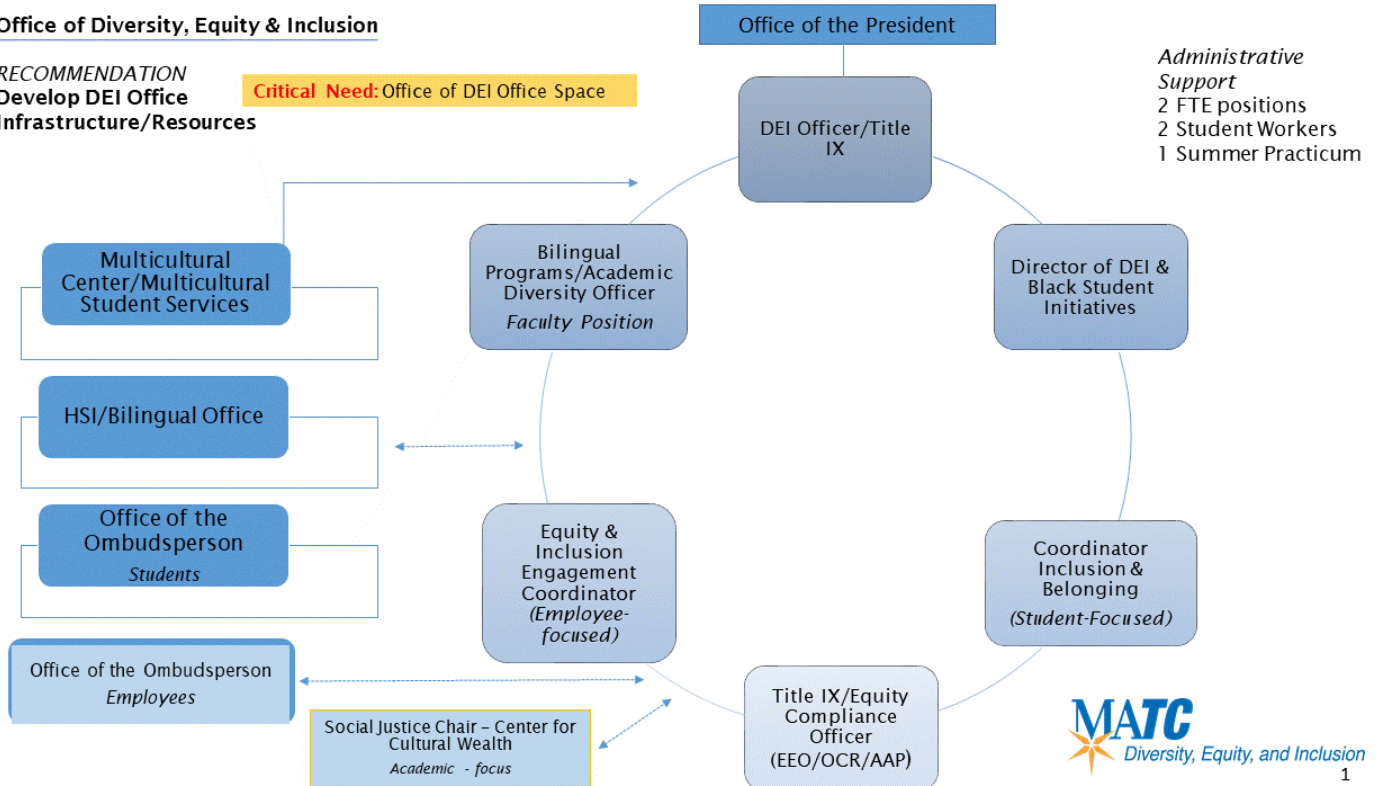 Office of Diversity, Equity & Inclusion
RECOMMENDATION
Develop DEI Office
Infrastructure/Resources
Critical Need: Office of DEI Office Space
Office of the President
Administrative
Support
2 FTE positions
2 Student Workers
1 Summer Practicum
DEI Officer/Title
IX
Multicultural
Center/Multicultural
Student Services
Bilingual
Programs/Academic
Diversity Officer
Faculty Position
Director of DEI &
Black Student
Initiatives
HSI/Bilingual Office
Office of the
Ombudsperson
Students
Equity &
Inclusion
Engagement
Coordinator
(Employee-
focused)
Coordinator
Inclusion &
Belonging
(Student-Focused)
Office of the Ombudsperson
Employees
Social Justice Chair – Center for
Cultural Wealth
Academic - focus
Title IX/Equity
Compliance
Officer
(EEO/OCR/AAP)
MATC
Diversity, Equity, and Inclusion
1